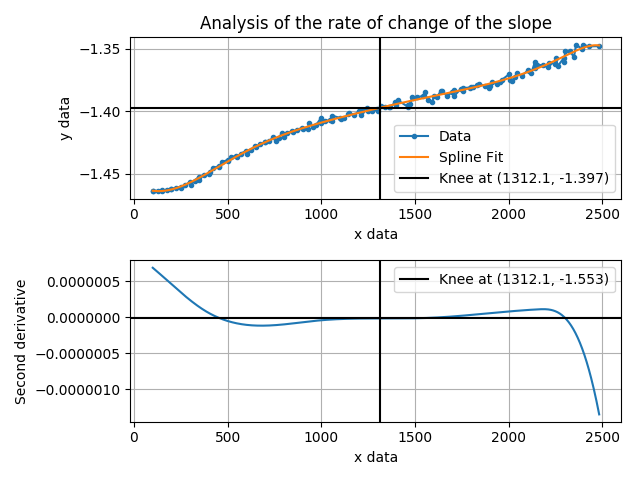 Analysis of the rate of change of the slope
−1.35
−1.40
−1.45
y data
Data
Spline Fit
Knee at (1312.1, -1.397)
0 500 1000 1500 2000 2500
x data
Knee at (1312.1, -1.553)
0.0000005
0.0000000
−0.0000005
−0.0000010
Second derivative
0 500 1000 1500 2000 2500
x data